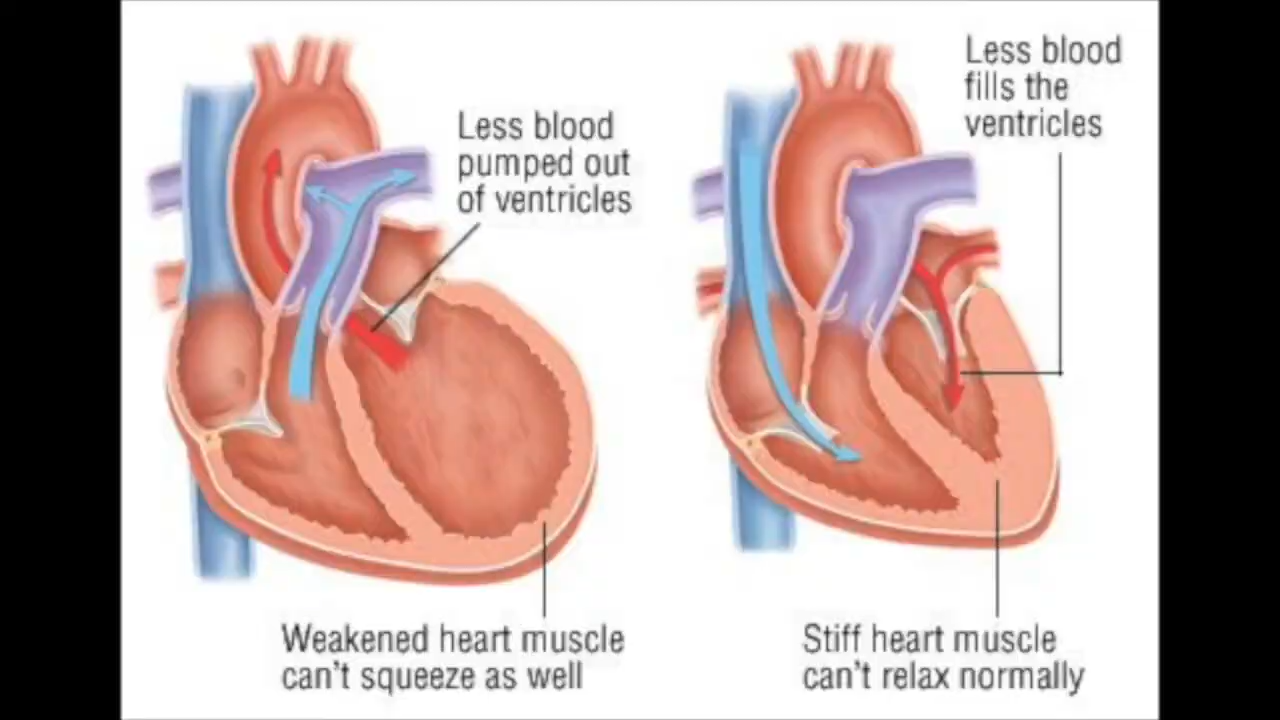 Less blood
pumped out
of ventricles
Weakened heart muscle
can't squeeze as well
Less blood
fills the
ventricles
Stiff heart muscle
can't relax normally